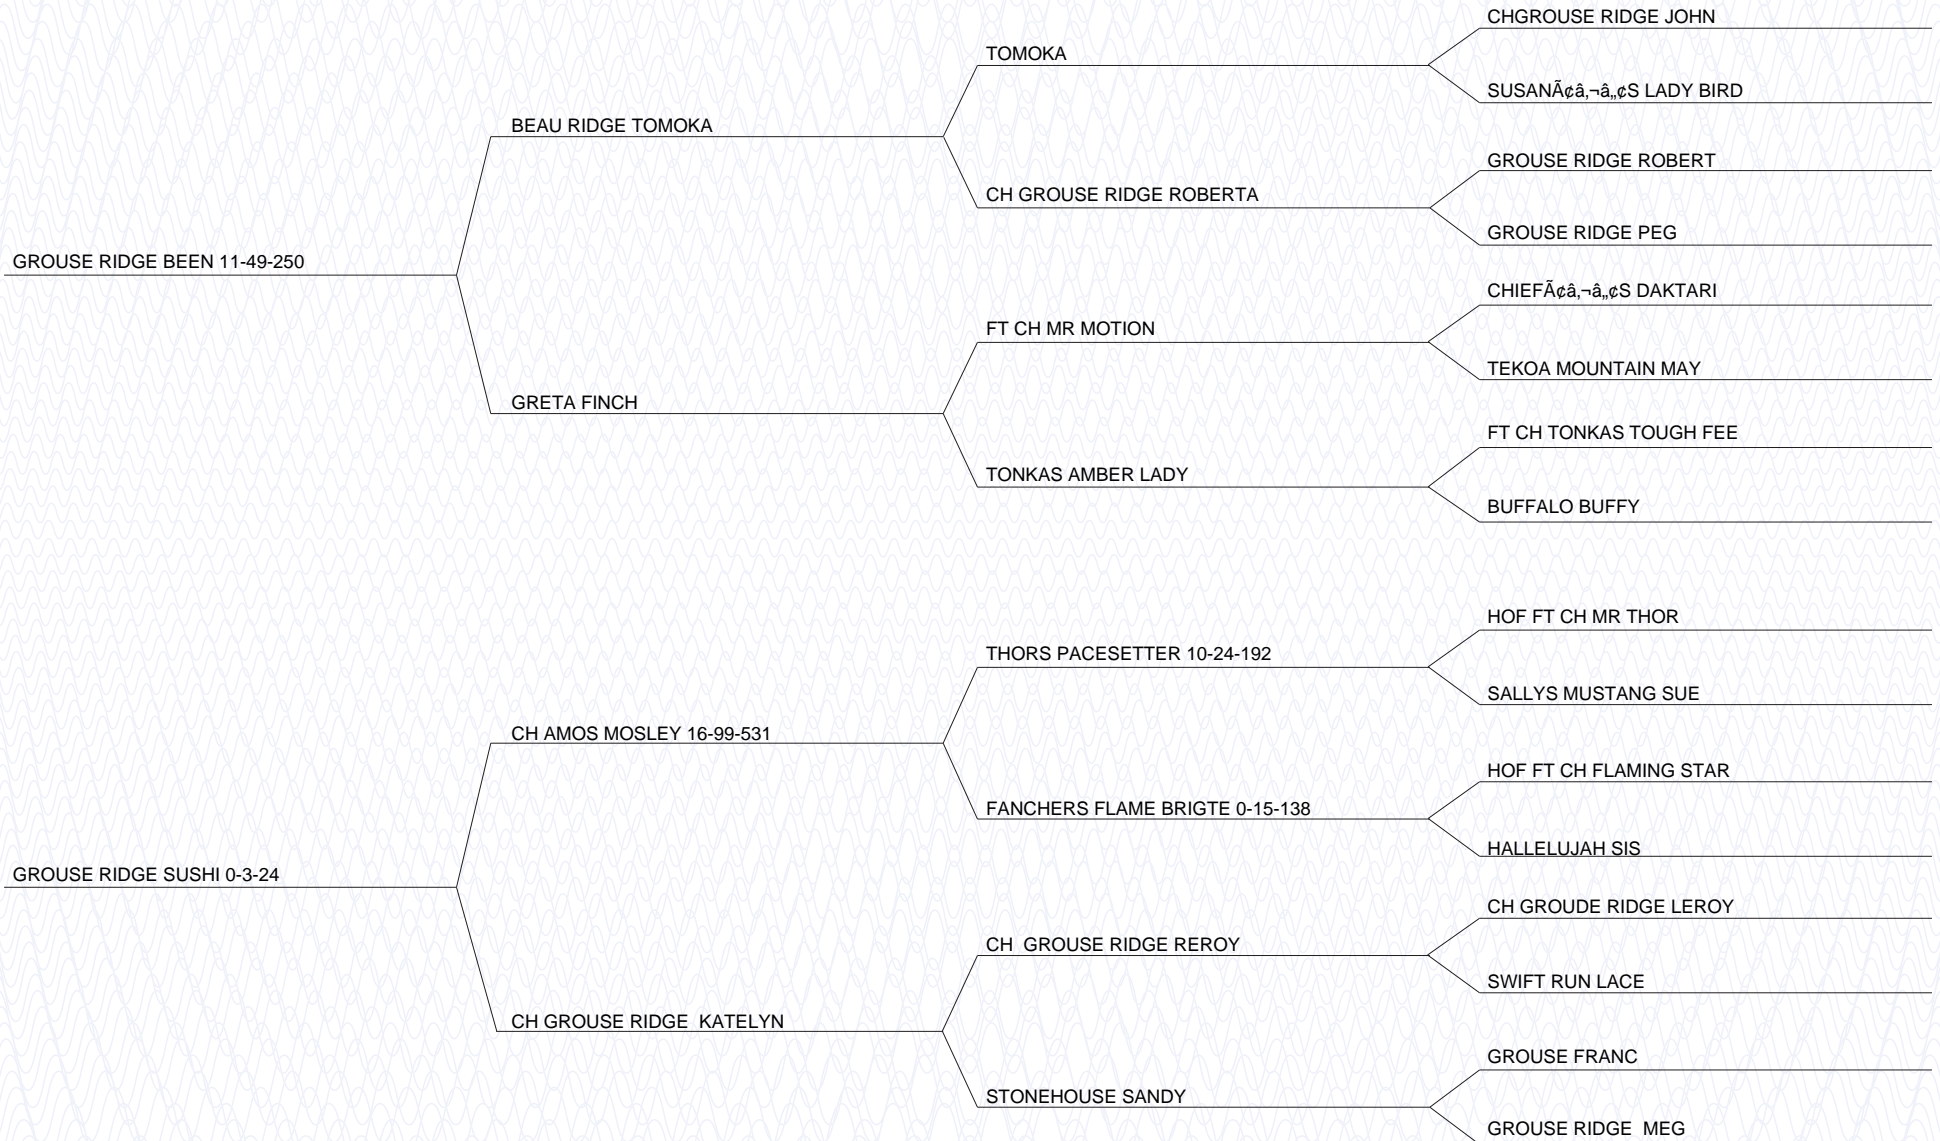 CHGROUSE RIDGE JOHN
TOMOKA
SUSANÃ¢â‚¬â„¢S LADY BIRD
BEAU RIDGE TOMOKA
GROUSE RIDGE ROBERT
CH GROUSE RIDGE ROBERTA
GROUSE RIDGE PEG
GROUSE RIDGE BEEN 11-49-250
CHIEFÃ¢â‚¬â„¢S DAKTARI
FT CH MR MOTION
TEKOA MOUNTAIN MAY
GRETA FINCH
FT CH TONKAS TOUGH FEE
TONKAS AMBER LADY
BUFFALO BUFFY
HOF FT CH MR THOR
THORS PACESETTER 10-24-192
SALLYS MUSTANG SUE
CH AMOS MOSLEY 16-99-531
HOF FT CH FLAMING STAR
FANCHERS FLAME BRIGTE 0-15-138
HALLELUJAH SIS
GROUSE RIDGE SUSHI 0-3-24
CH GROUDE RIDGE LEROY
CH  GROUSE RIDGE REROY
SWIFT RUN LACE
CH GROUSE RIDGE  KATELYN
GROUSE FRANC
STONEHOUSE SANDY
GROUSE RIDGE  MEG